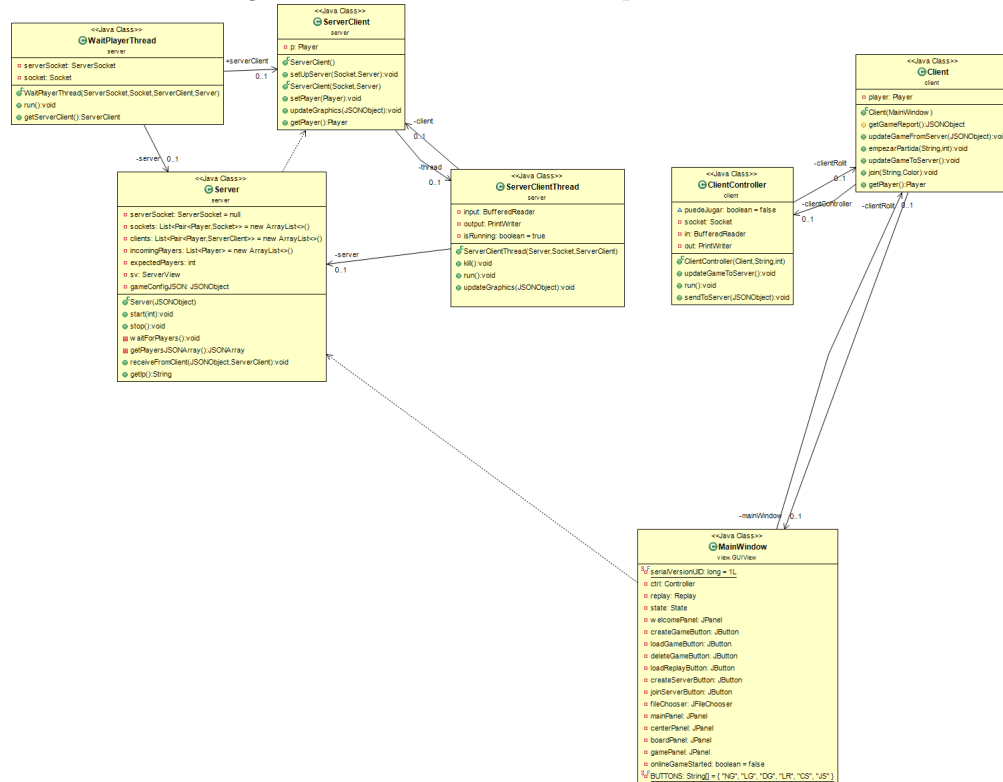 <<Java Class>>
WaitPlayerThread
server
serverSocket: ServerSocket
socket: Socket
WaitPlayerThread(ServerSocket,Socket,ServerClient,Server)
run():void
getServerClient():ServerClient
+serverClient
0..1
-server
0..1
<<Java Class>>
ServerClient
server
p: Player
ServerClient()
setUpServer(Socket,Server):void
ServerClient(Socket,Server)
setPlayer(Player):void
updateGraphics(JSONObject):void
getPlayer():Player
-client
0..1
-thread
0..1
<<Java Class>>
Server
server
serverSocket: ServerSocket = null
sockets: List<Pair<Player,Socket>> = new ArrayList<>()
clients: List<Pair<Player,ServerClient>> = new ArrayList<>()
incomingPlayers: List<Player> = new ArrayList<>()
expectedPlayers: int
sv: ServerView
gameConfigJSON: JSONObject
Server(JSONObject)
start(int):void
stop():void
waitForPlayers():void
getPlayersJSONArray():JSONArray
receiveFromClient(JSONObject,ServerClient):void
getIp():String
<<Java Class>>
ServerClientThread
server
input: BufferedReader
output: PrintWriter
isRunning: boolean = true
ServerClientThread(Server,Socket,ServerClient)
kill():void
run():void
updateGraphics(JSONObject):void
-server
0..1
<<Java Class>>
ClientController
client
puedeJugar: boolean = false
socket: Socket
in: BufferedReader
out: PrintWriter
ClientController(Client,String,int)
updateGameToServer():void
run():void
sendToServer(JSONObject):void
-clientRolit
0..1
-clientController
0..1
<<Java Class>>
Client
client
player: Player
Client(MainWindow )
getGameReport():JSONObject
updateGameFromServer(JSONObject):void
empezarPartida(String,int):void
updateGameToServer():void
join(String,Color):void
getPlayer():Player
-clientRolit
0..1
-mainWindow
0..1
<<Java Class>>
MainWindow
view.GUIView
serialVersionUID: long = 1L
ctrl: Controller
replay: Replay
state: State
welcomePanel: JPanel
createGameButton: JButton
loadGameButton: JButton
deleteGameButton: JButton
loadReplayButton: JButton
createServerButton: JButton
joinServerButton: JButton
fileChooser: JFileChooser
mainPanel: JPanel
centerPanel: JPanel
boardPanel: JPanel
gamePanel: JPanel
onlineGameStarted: boolean = false
BUTTONS: String[] = { "NG", "LG", "DG", "LR", "CS", "JS" }